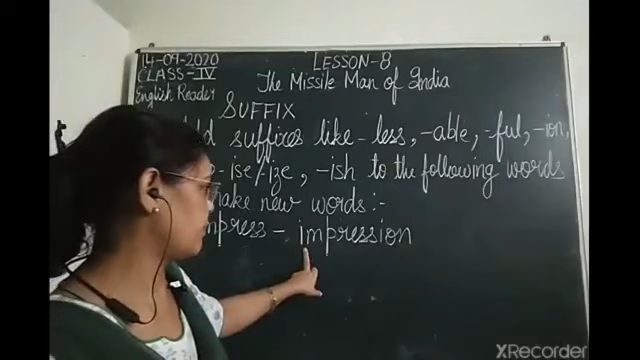 14-09-2020
CLASS-IV
English Reader
LESSON-8
The Missile Man of India
SUFFIX
suffixes like -less, -able, -ful, -ion,
-ise/-ize, -ish to the following words
make new words:-
impression
XRecorder